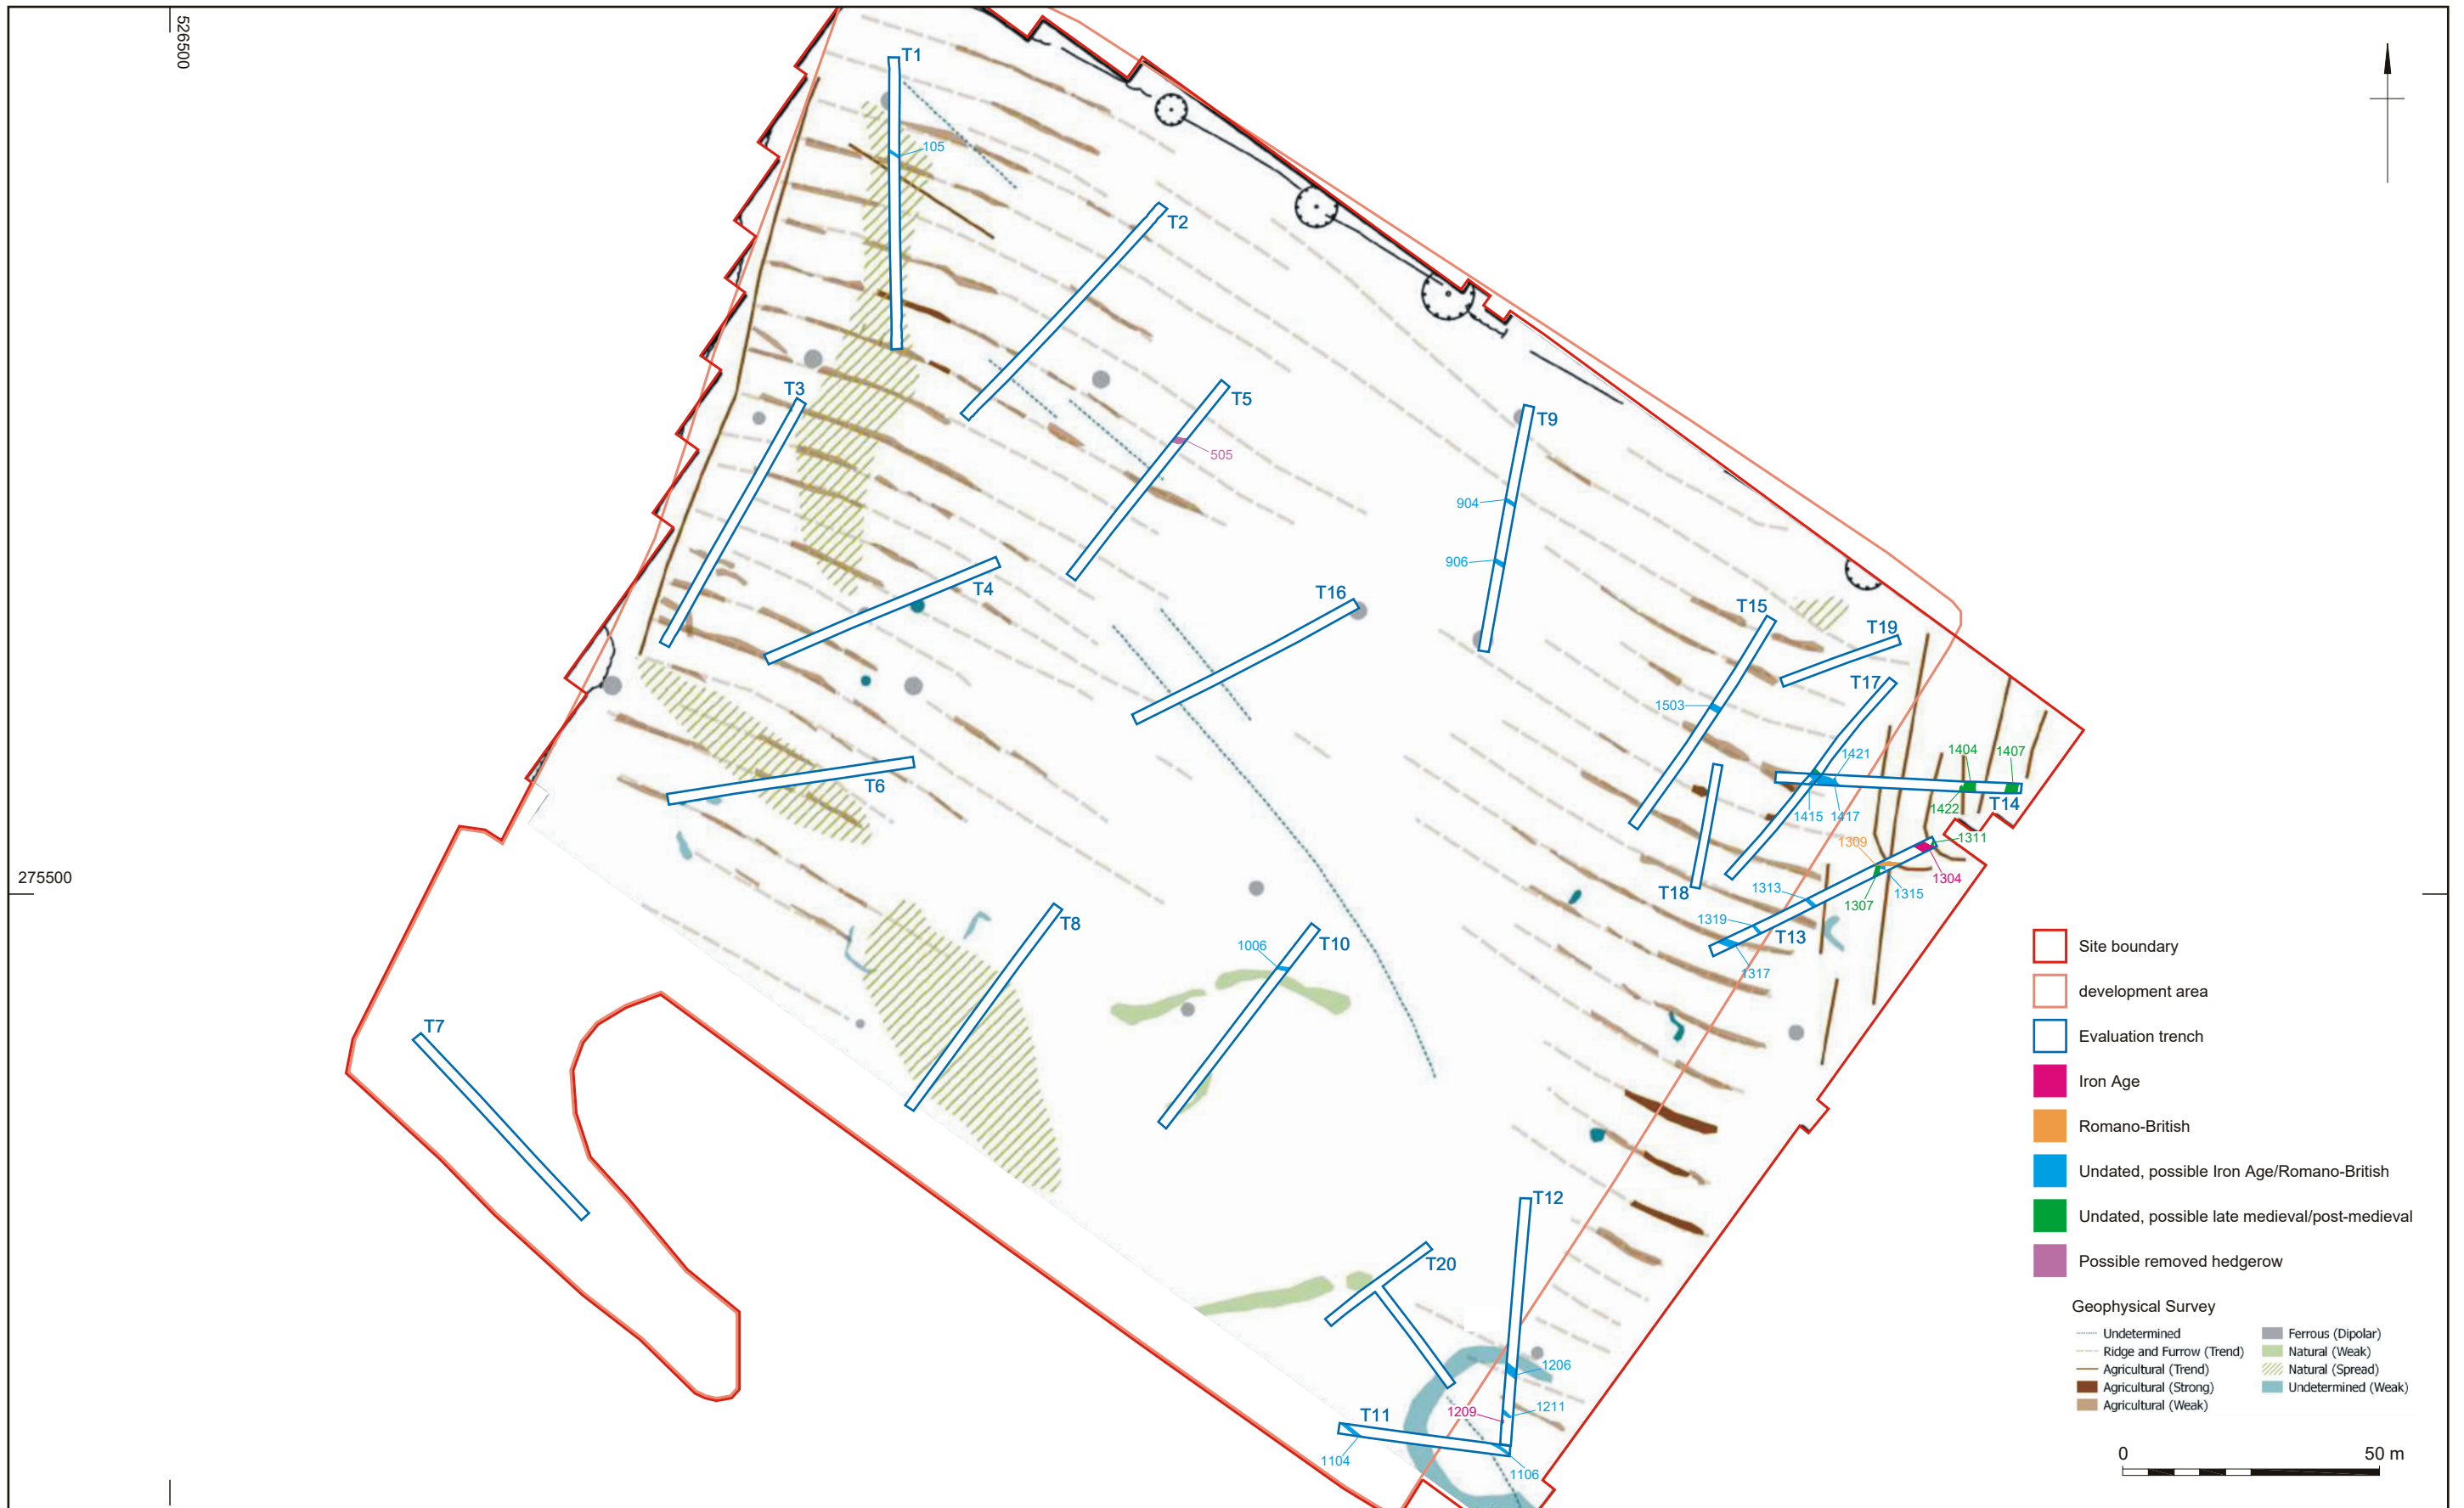 526500
T1
105
T2
T3
T5
505
T9
904
906
T4
T16
T15
T19
T17
1503
1421
1404
1407
T6
1415
1417
1422
T14
1309
1311
275500
T18
1313
1304
1315
1307
T8
T10
1319
T13
1006
1317
T7
T12
T20
1206
1209
1211
T11
1104
1106
Site boundary
development area
Evaluation trench
Iron Age
Romano-British
Undated, possible Iron Age/Romano-British
Undated, possible late medieval/post-medieval
Possible removed hedgerow
Geophysical Survey
Undetermined
Ridge and Furrow (Trend)
Agricultural (Trend)
Agricultural (Strong)
Agricultural (Weak)
Ferrous (Dipolar)
Natural (Weak)
Natural (Spread)
Undetermined (Weak)
0 50 m